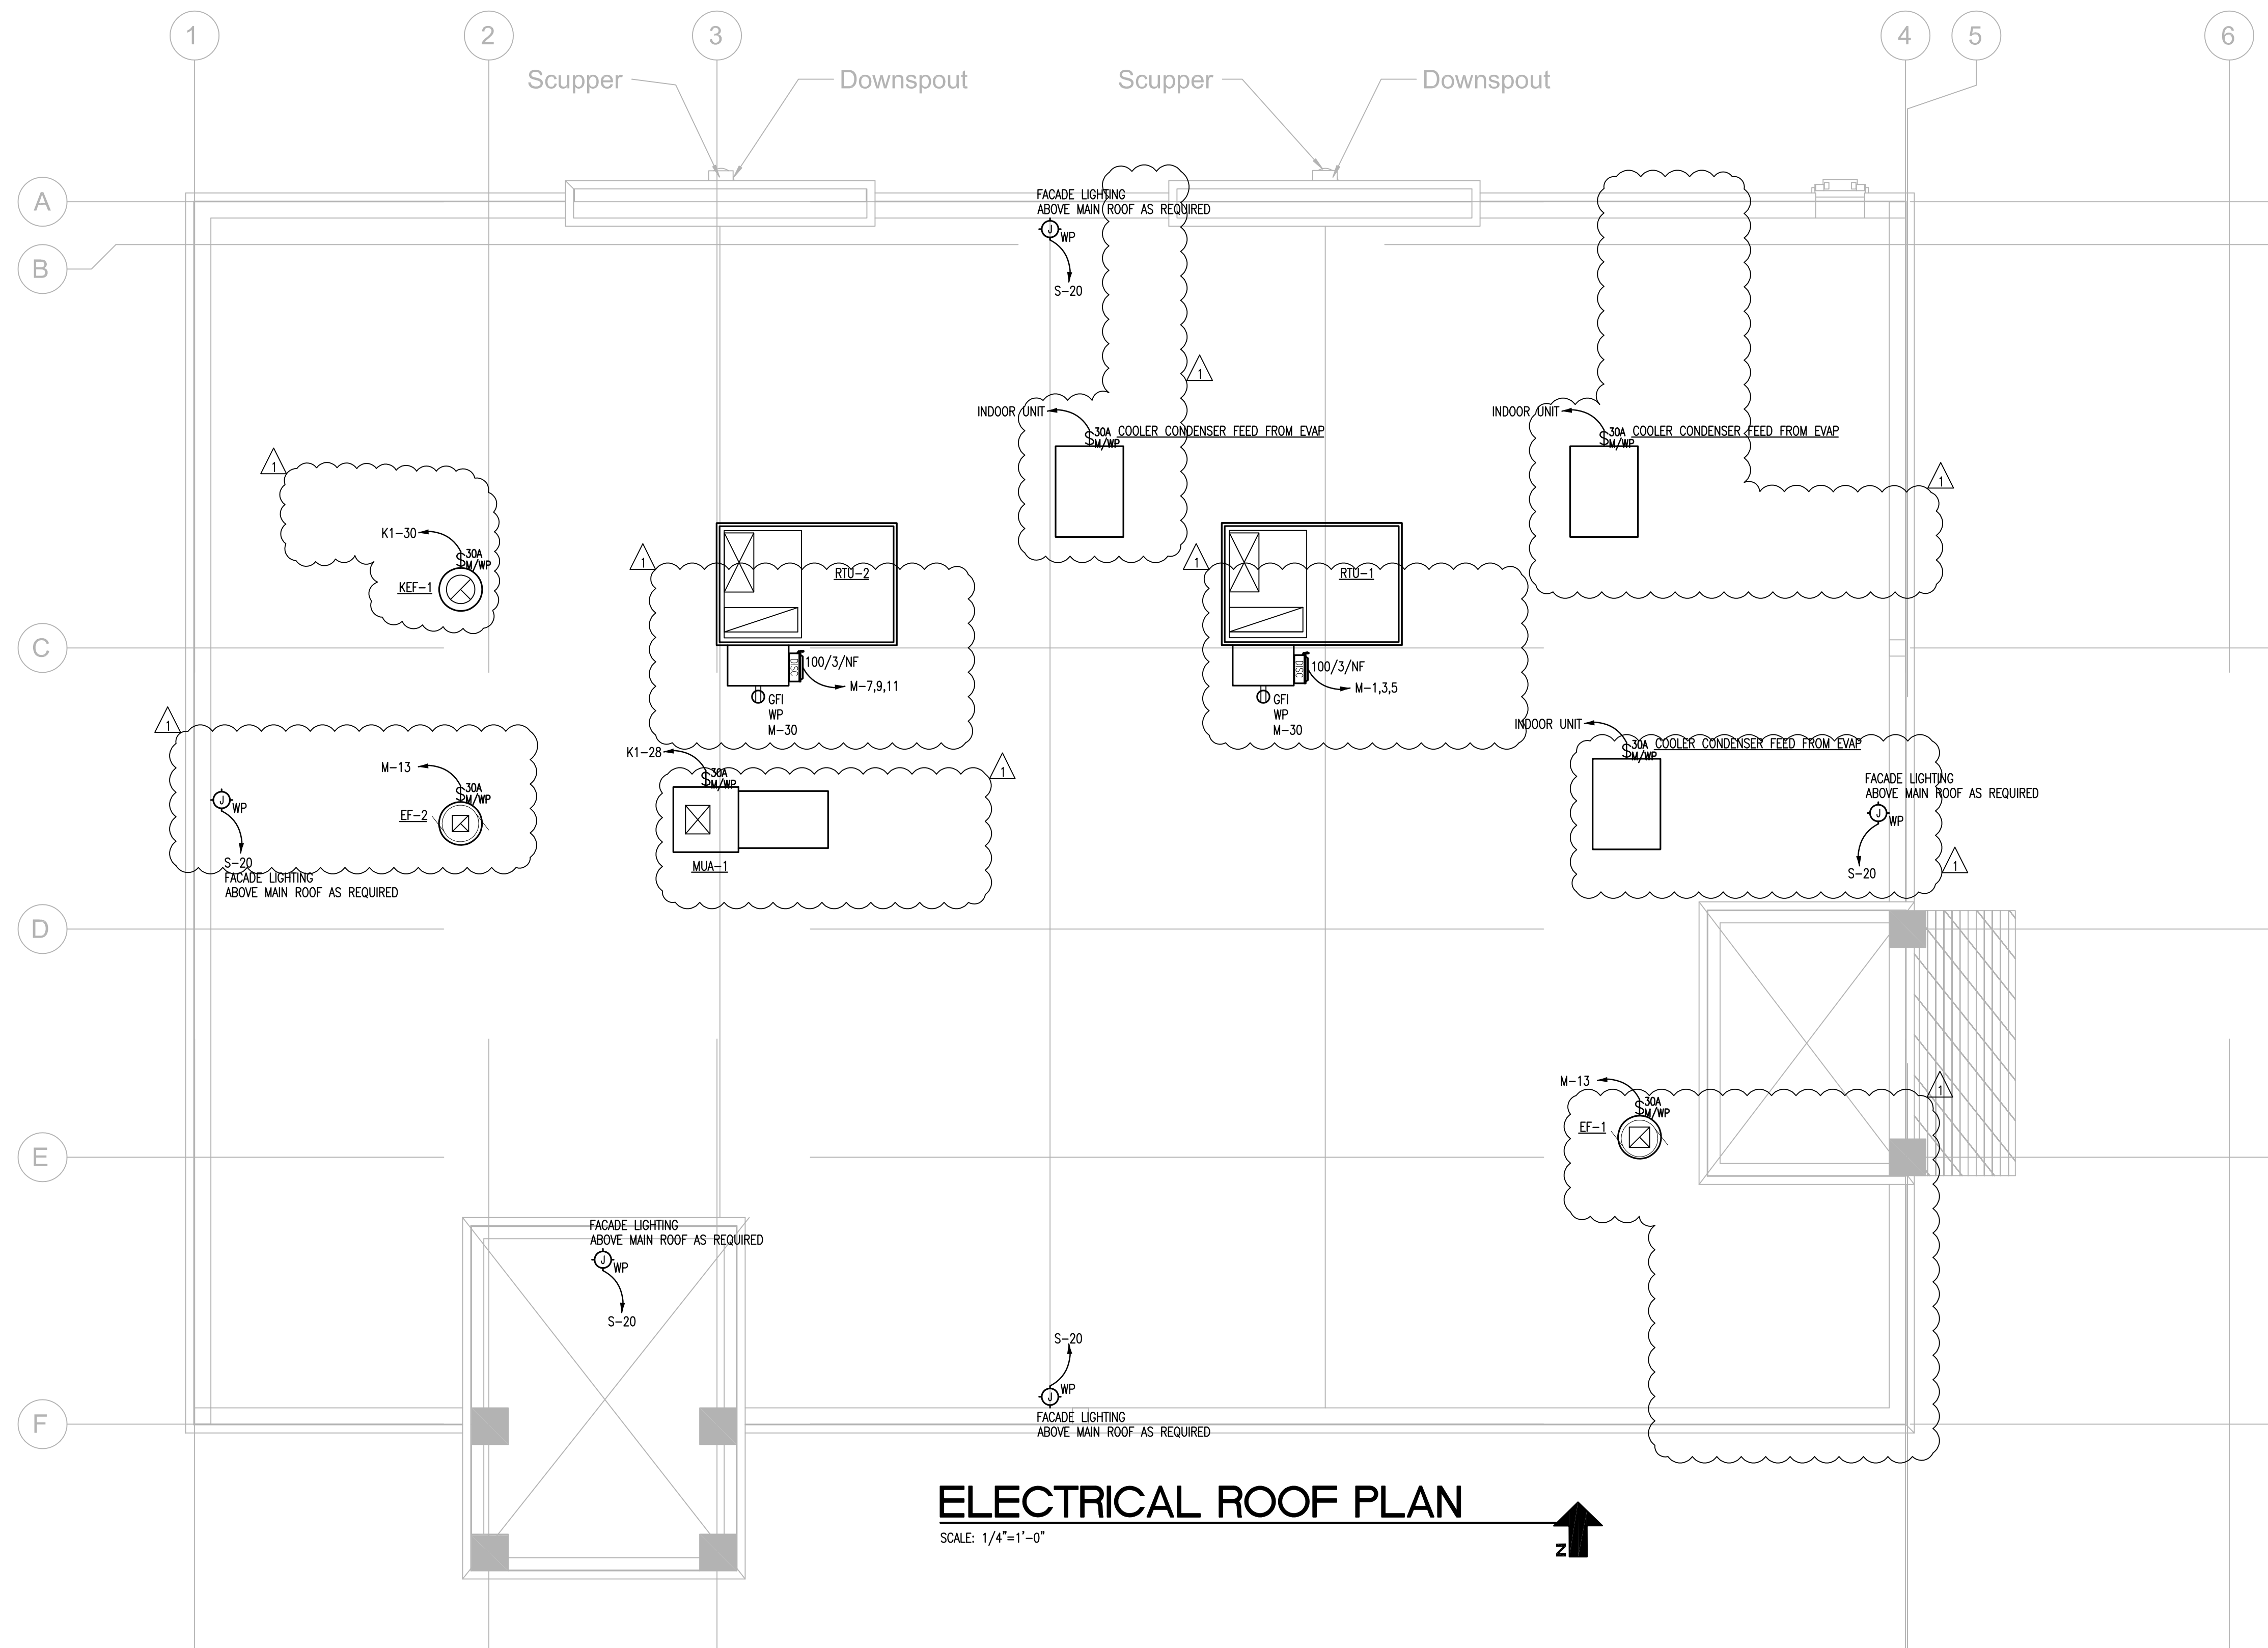 1
2
3
4
5
6
Scupper
Downspout
Scupper
Downspout
A
B
FACADE LIGHTING
ABOVE MAIN ROOF AS REQUIRED
J
WP
S-20
1
INDOOR UNIT
30A
M/WP
COOLER CONDENSER FEED FROM EVAP
INDOOR UNIT
30A
M/WP
COOLER CONDENSER FEED FROM EVAP
1
1
K1-30
30A
M/WP
KEF-1
1
RTU-2
1
RTU-1
C
DISC
100/3/NF
M-7,9,11
GFI
WP
M-30
DISC
100/3/NF
M-1,3,5
GFI
WP
M-30
1
M-13
30A
M/WP
EF-2
J
WP
S-20
FACADE LIGHTING
ABOVE MAIN ROOF AS REQUIRED
K1-28
30A
M/WP
MUA-1
1
INDOOR UNIT
30A
M/WP
COOLER CONDENSER FEED FROM EVAP
FACADE LIGHTING
ABOVE MAIN ROOF AS REQUIRED
J
WP
S-20
1
D
M-13
30A
M/WP
EF-1
1
E
FACADE LIGHTING
ABOVE MAIN ROOF AS REQUIRED
J
WP
S-20
S-20
J
WP
FACADE LIGHTING
ABOVE MAIN ROOF AS REQUIRED
F
ELECTRICAL ROOF PLAN
SCALE: 1/4"=1'-0"
N